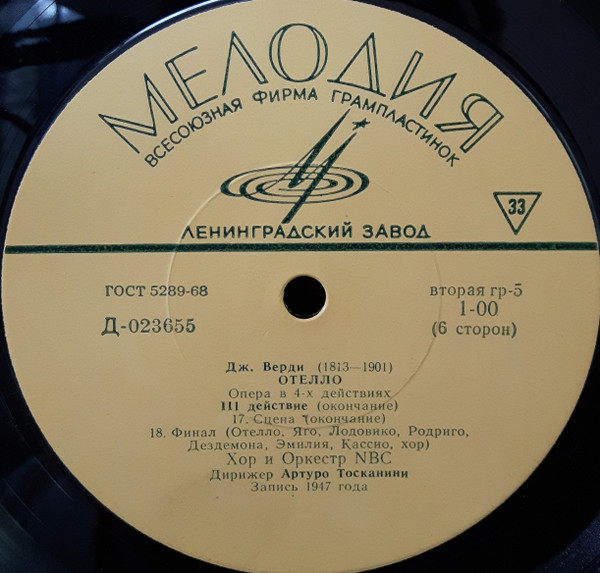 МЕЛОДИЯ
ВСЕСОЮЗНАЯ ФИРМА ГРАМПЛАСТИНОК
33
ЛЕНИНГРАДСКИЙ ЗАВОД
ГОСТ 5289-68
вторая гр-5
Д-023655
1-00
(6 сторон)
Дж. Верди (1813—1901)
ОТЕЛЛО
Опера в 4-х действиях
III действие (окончание)
17. Сцена (окончание)
18. Финал (Отелло, Яго, Лодовико, Родриго,
Дездемона, Эмилия, Кассио, хор)
Хор и Оркестр NBC
Дирижер Артуро Тосканини
Запись 1947 года